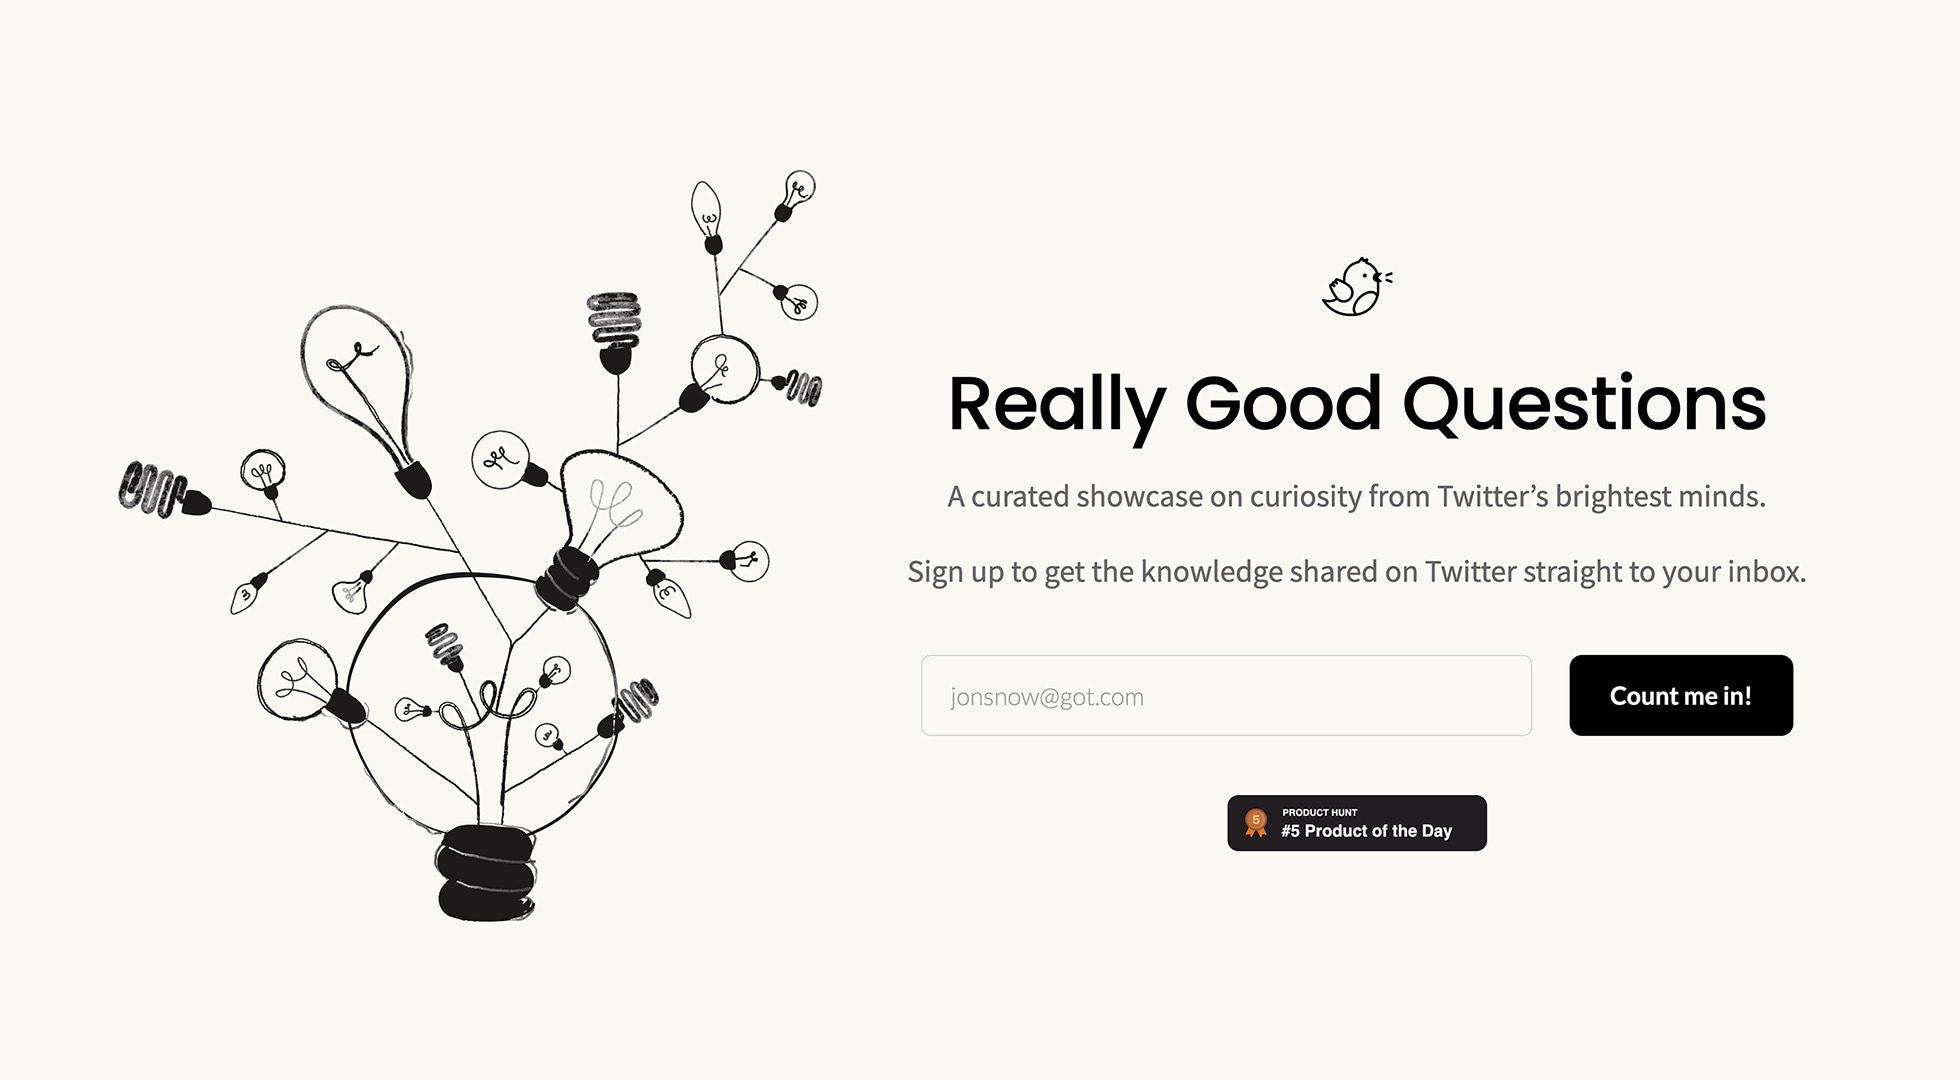 Really Good Questions
A curated showcase on curiosity from Twitter’s brightest minds.
Sign up to get the knowledge shared on Twitter straight to your inbox.
jonsnow@got.com
Count me in!
5
PRODUCT HUNT
#5 Product of the Day